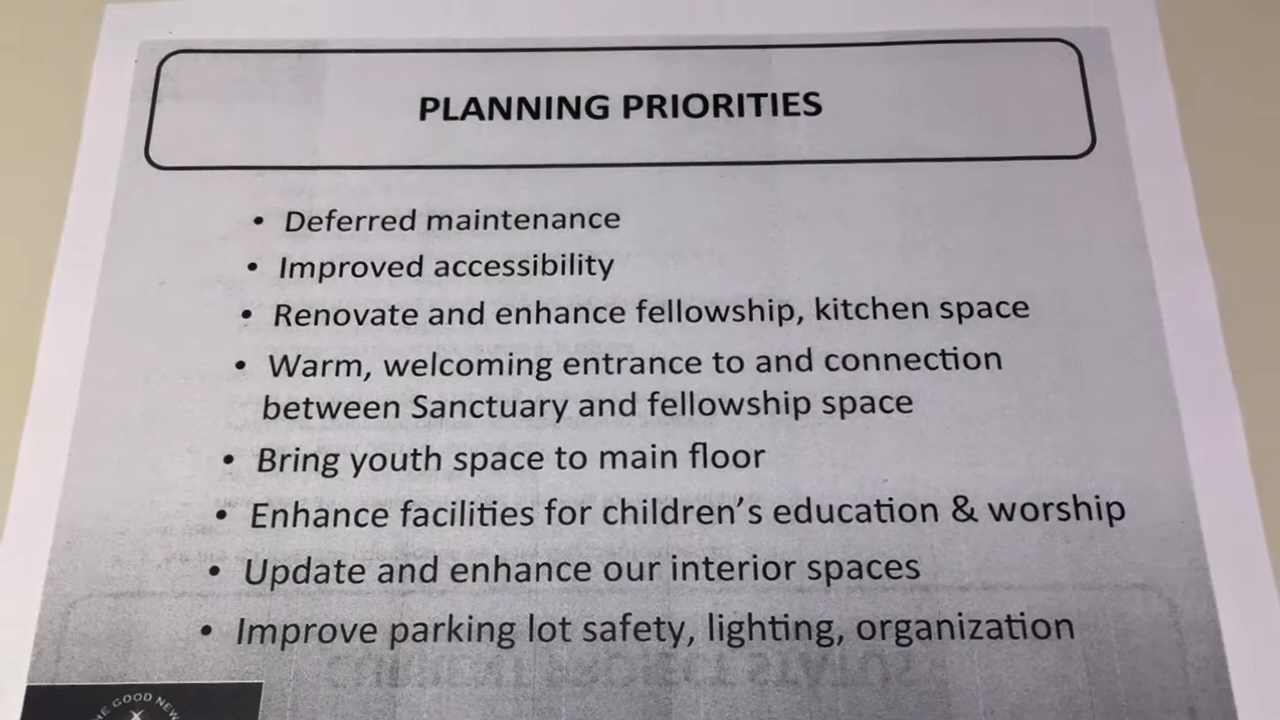 PLANNING PRIORITIES
• Deferred maintenance
• Improved accessibility
• Renovate and enhance fellowship, kitchen space
• Warm, welcoming entrance to and connection
between Sanctuary and fellowship space
• Bring youth space to main floor
• Enhance facilities for children's education & worship
• Update and enhance our interior spaces
• Improve parking lot safety, lighting, organization
GOOD